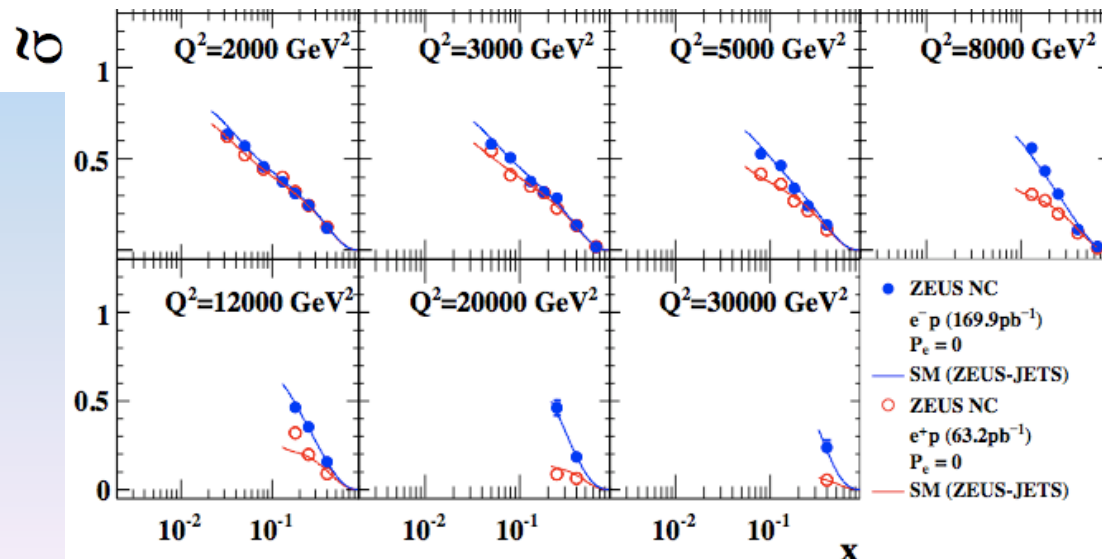 σ̃
Q²=2000 GeV² Q²=3000 GeV² Q²=5000 GeV² Q²=8000 GeV²
1
0.5
0
Q²=12000 GeV² Q²=20000 GeV² Q²=30000 GeV²
1
0.5
0
ZEUS NC
e⁻p (169.9pb⁻¹)
Pₑ = 0
SM (ZEUS-JETS)
ZEUS NC
e⁺p (63.2pb⁻¹)
Pₑ = 0
SM (ZEUS-JETS)
10⁻² 10⁻¹ 10⁻² 10⁻¹ 10⁻² 10⁻¹
x